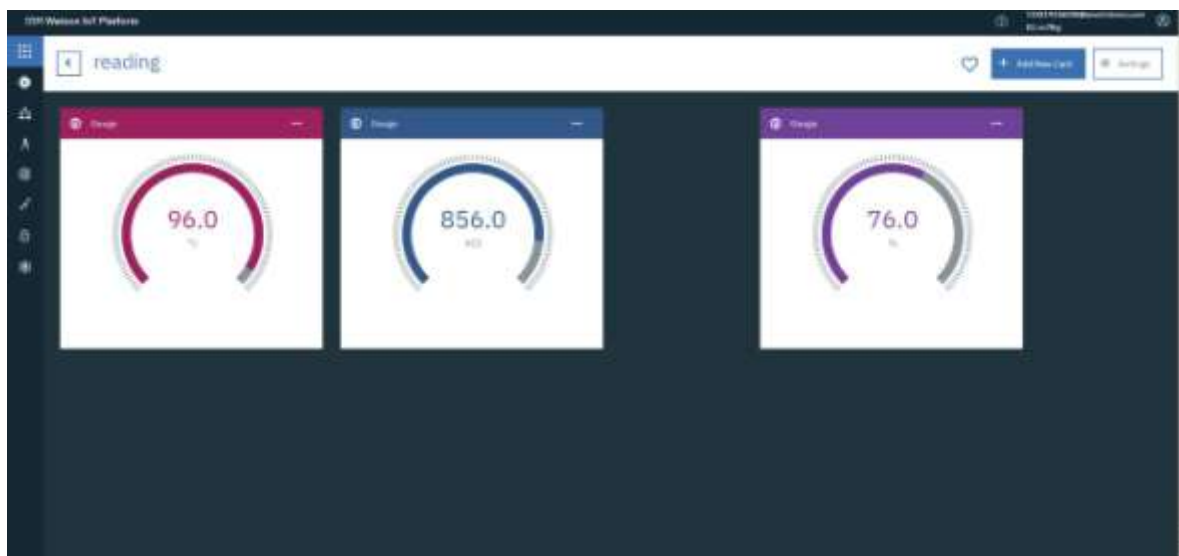 IBM Watson IoT Platform
reading
+ Add New Card
Settings
Gauge
Gauge
Gauge
96.0
856.0
76.0
%